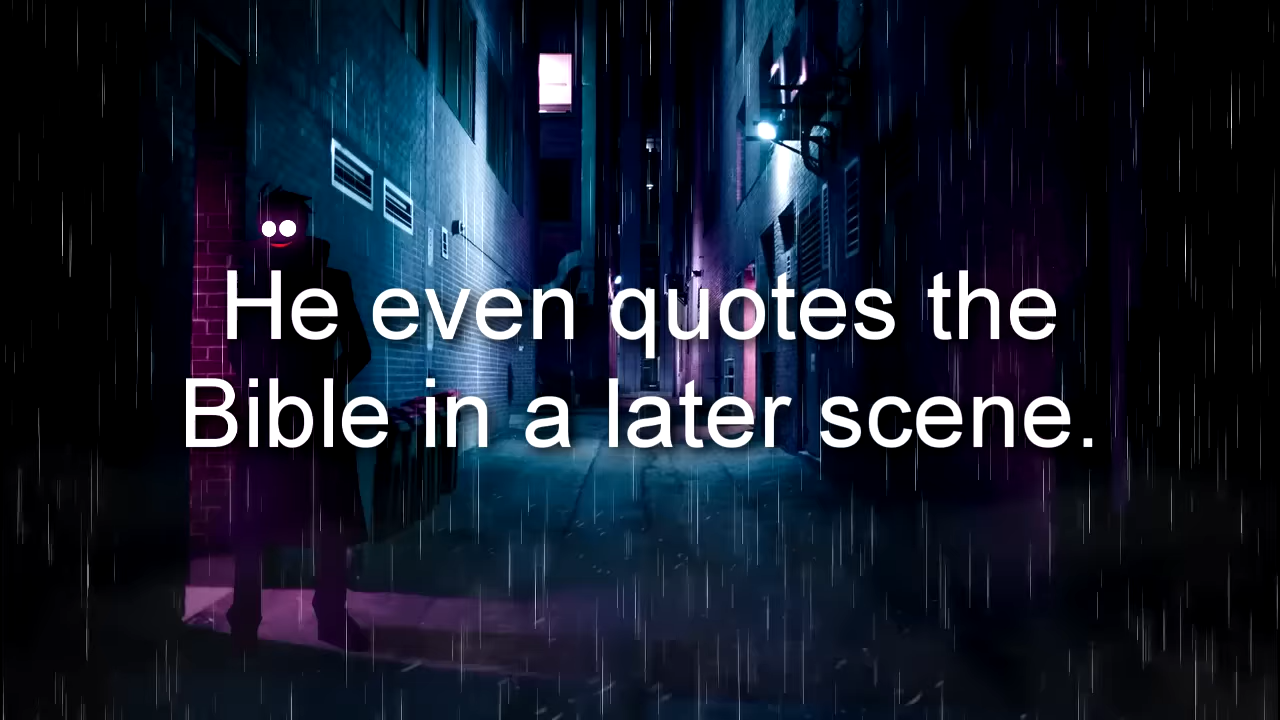 He even quotes the
Bible in a later scene.